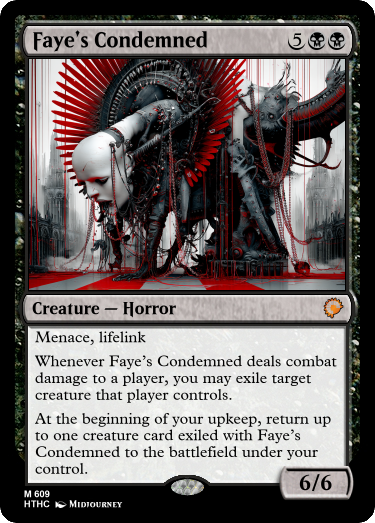 Faye's Condemned 5
Creature — Horror
Menace, lifelink
Whenever Faye's Condemned deals combat
damage to a player, you may exile target
creature that player controls.
At the beginning of your upkeep, return up
to one creature card exiled with Faye's
Condemned to the battlefield under your
control.
6/6
M 609
HTHC Midjourney